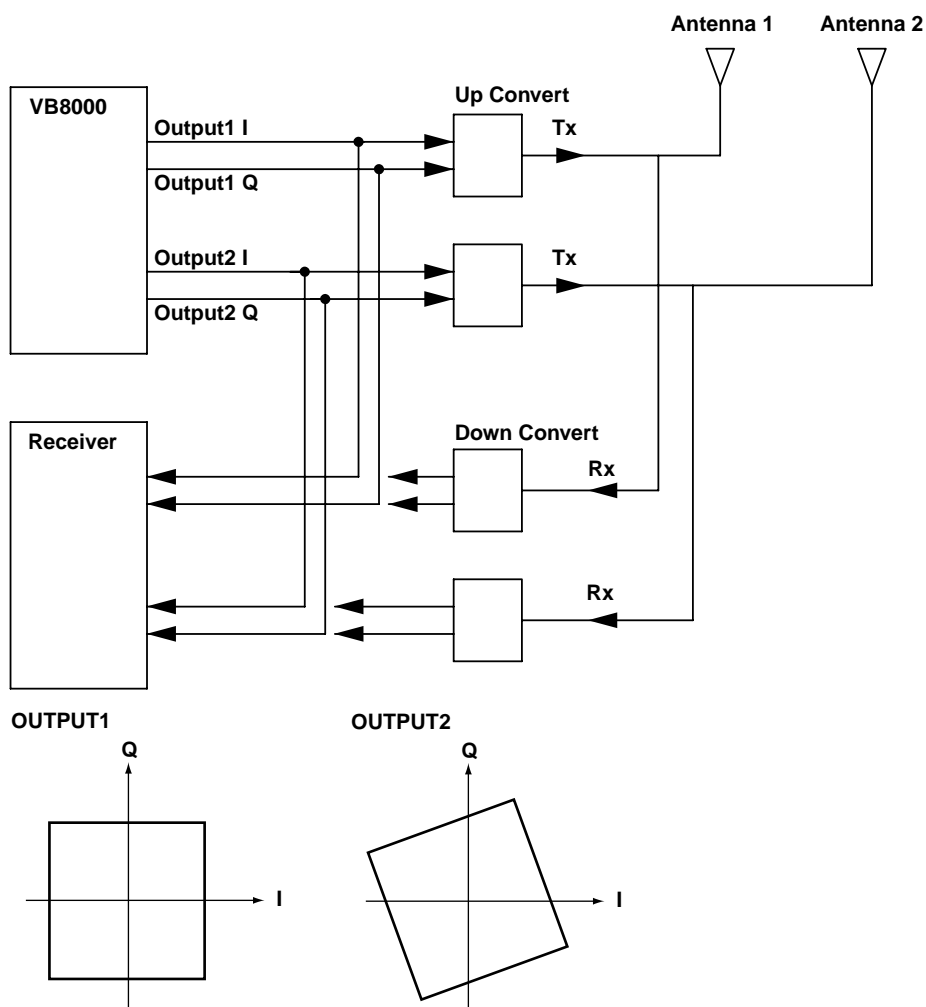 Antenna 1
Antenna 2
VB8000
Up Convert
Output1 I
Tx
Output1 Q
Output2 I
Tx
Output2 Q
Receiver
Down Convert
Rx
Rx
OUTPUT1
OUTPUT2
Q
Q
I
I